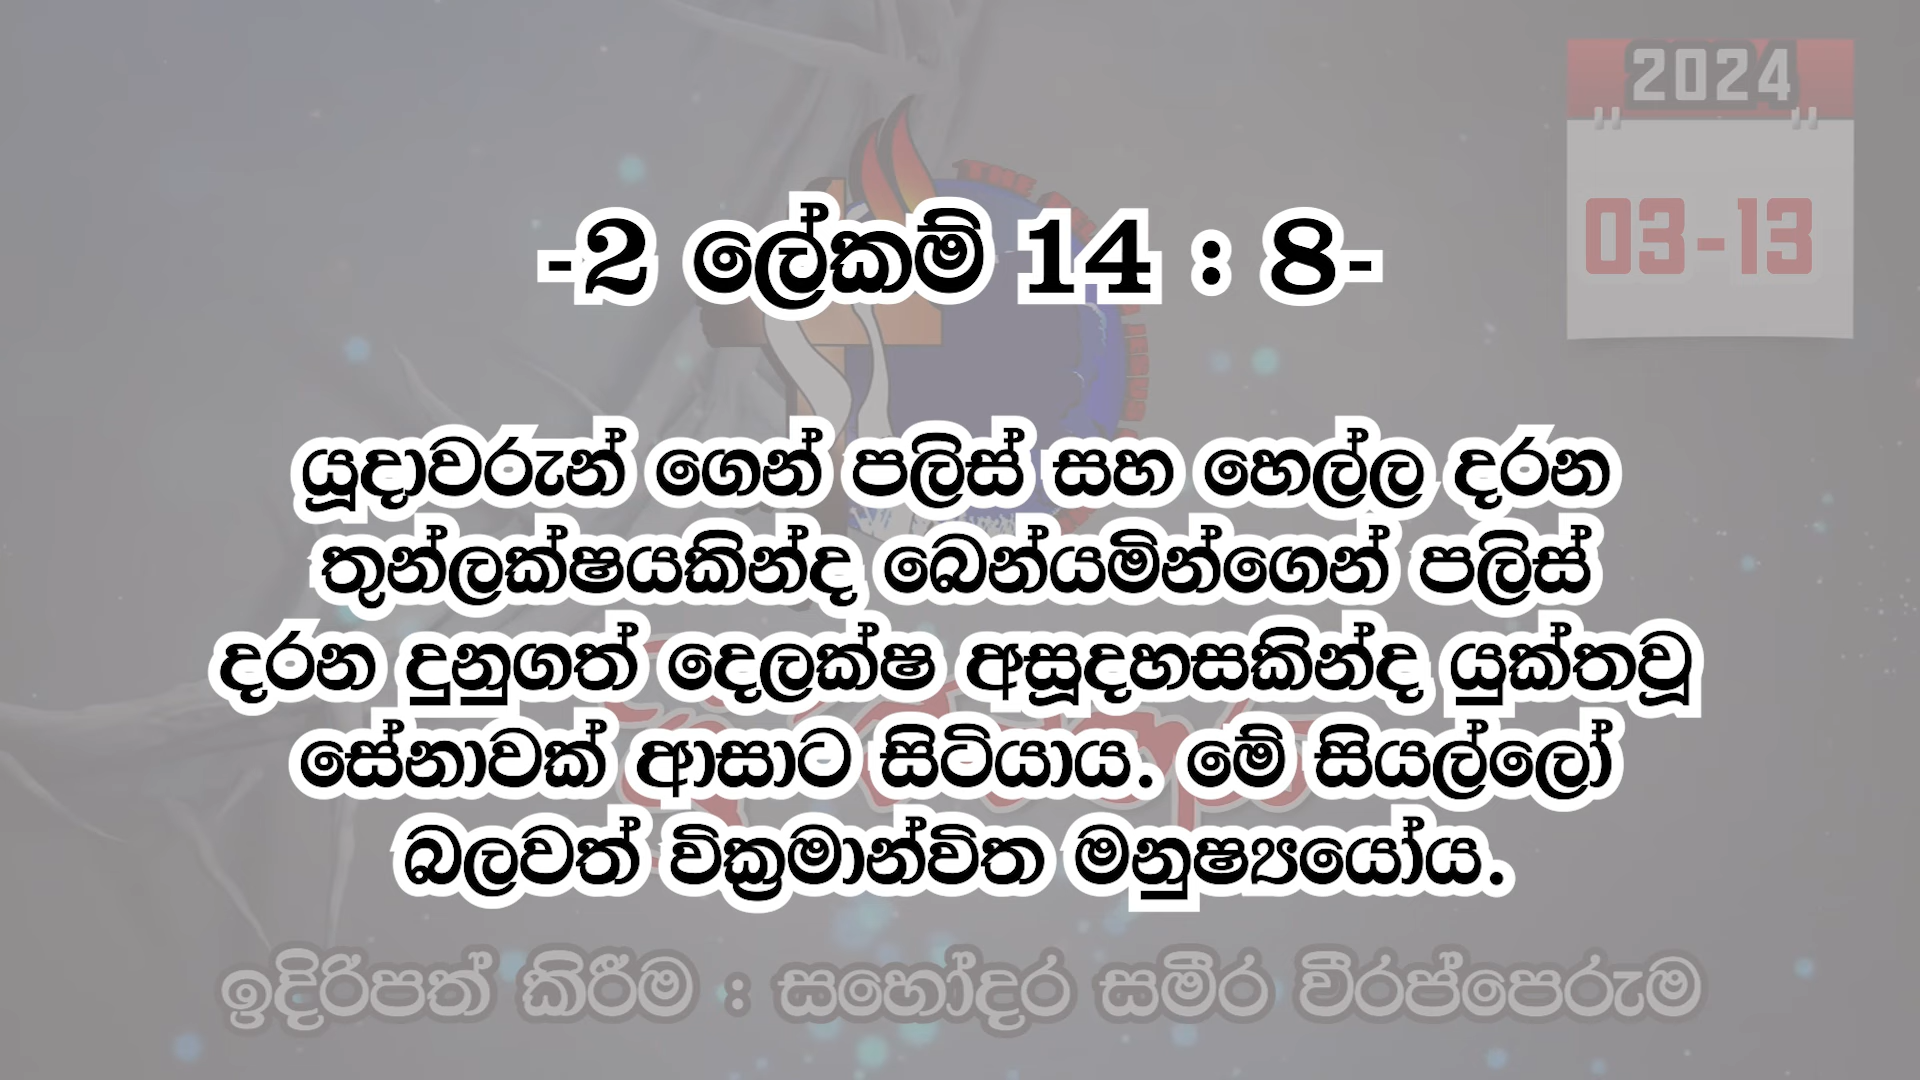 2024
03-13
-2 ලේකම් 14 : 8-
යූදාවරුන් ගෙන් පලිස් සහ හෙල්ල දරන
තුන්ලක්ෂයකින්ද බෙන්යමින්ගෙන් පලිස්
දරන දුනුගත් දෙලක්ෂ අසූදහසකින්ද යුක්තවූ
සේනාවක් ආසාට සිටියාය. මේ සියල්ලෝ
බලවත් වික්‍රමාන්විත මනුෂ්‍යයෝය.
ඉදිරිපත් කිරීම : සහෝදර සමීර වීරප්පෙරුම